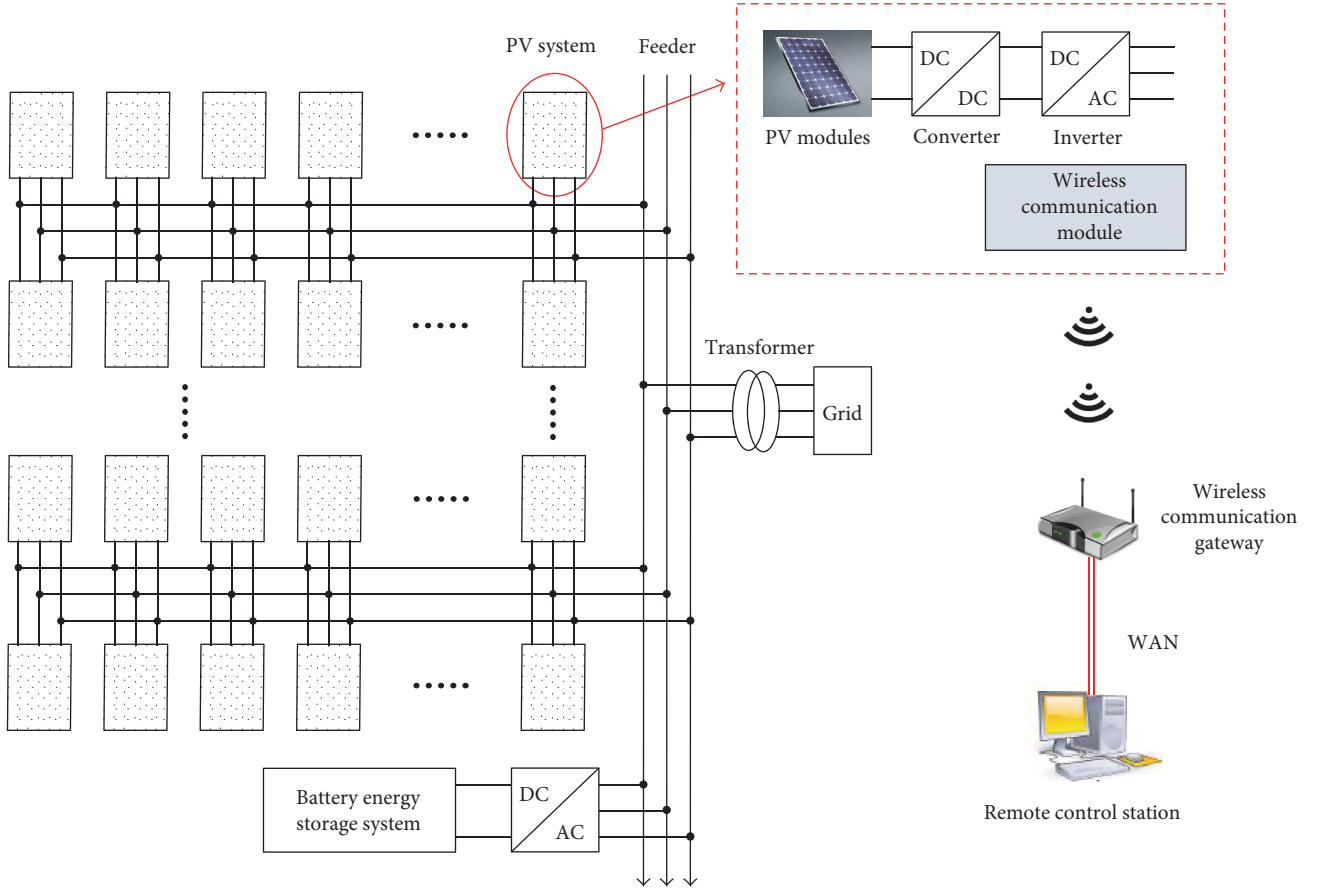 PV system
Feeder
DC
DC
DC
AC
PV modules
Converter
Inverter
Wireless
communication
module
Transformer
Grid
Wireless
communication
gateway
WAN
Remote control station
Battery energy
storage system
DC
AC